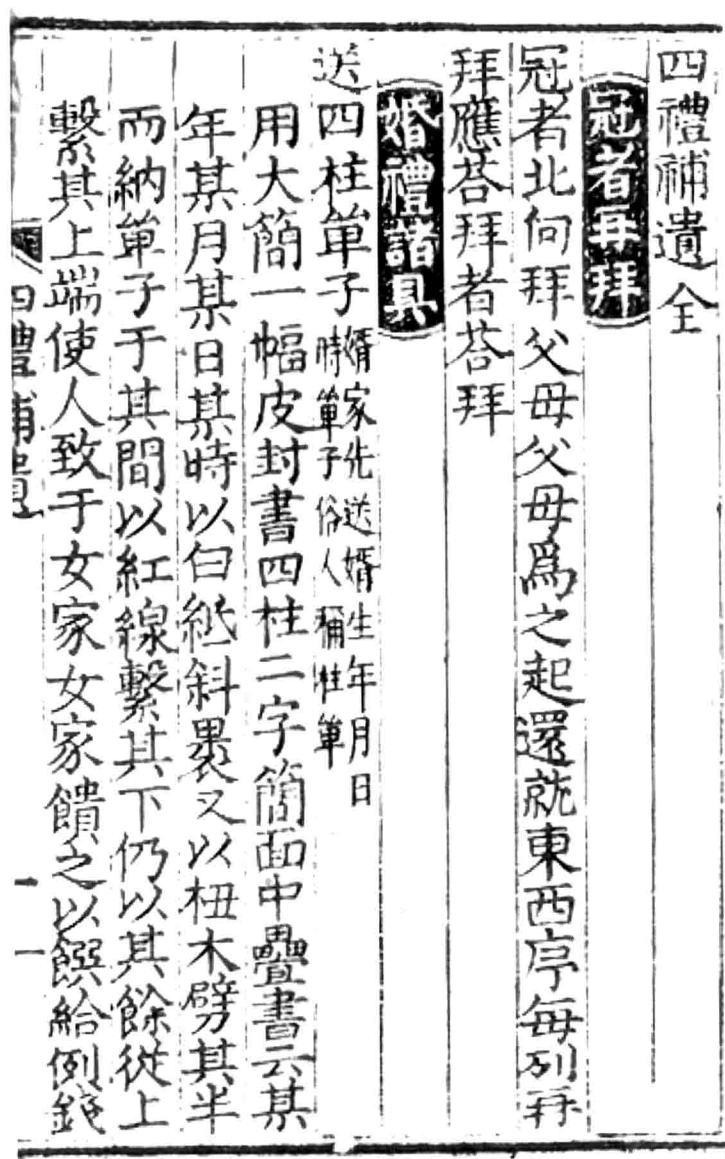 四禮補遺全
冠者再拜
冠者北向拜父母父母爲之起還就東西序每列再
拜應荅拜者荅拜
婚禮諸具
送四柱單子婿家先送婿生年月日時單子俗人稱柱單
用大簡一幅皮封書四柱二字簡面中疊書云某
年某月某日某時以白紙斜裹又以杻木劈其半
而納單子于其間以紅線繫其下仍以其餘從上
繫其上端使人致于女家女家饋之以饌給例錢
四禮補遺
一